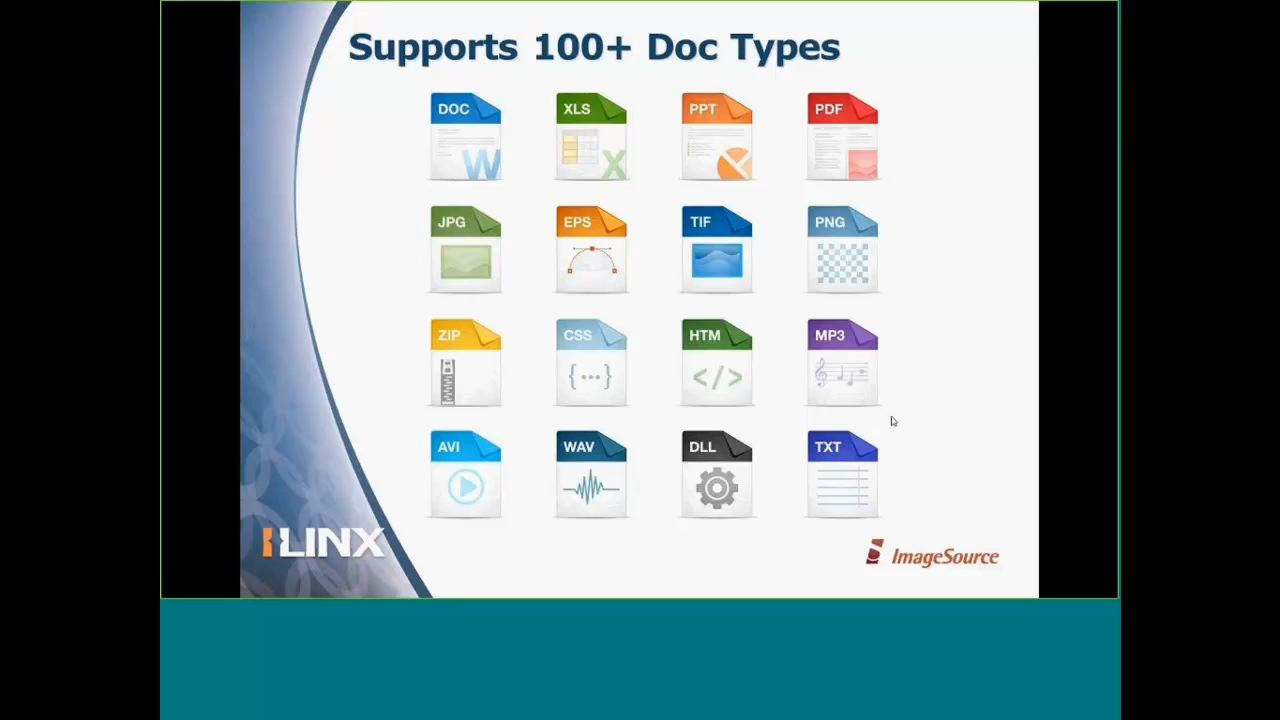 Supports 100+ Doc Types
DOC XLS PPT PDF
W X
JPG EPS TIF PNG
ZIP CSS HTM MP3
{...} </>
AVI WAV DLL TXT
ILINX
ImageSource